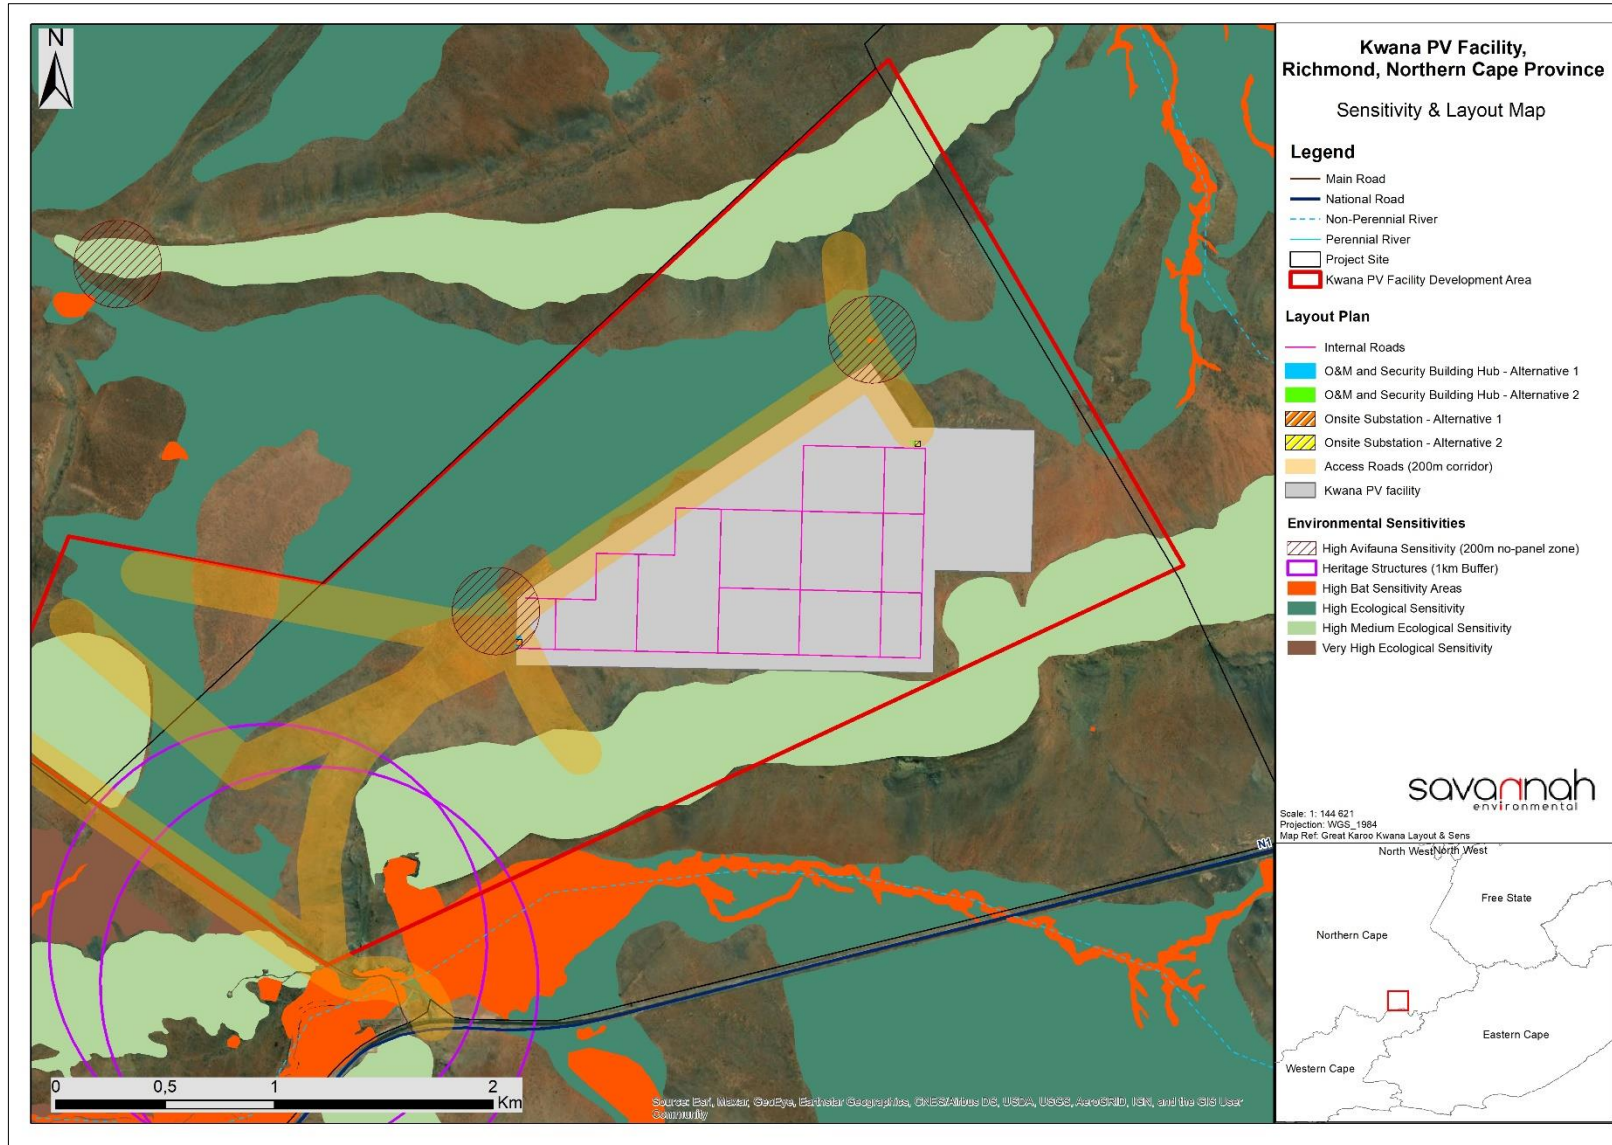 N
Kwana PV Facility,
Richmond, Northern Cape Province
Sensitivity & Layout Map
Legend
Main Road
National Road
Non-Perennial River
Perennial River
Project Site
Kwana PV Facility Development Area
Layout Plan
Internal Roads
O&M and Security Building Hub - Alternative 1
O&M and Security Building Hub - Alternative 2
Onsite Substation - Alternative 1
Onsite Substation - Alternative 2
Access Roads (200m corridor)
Kwana PV facility
Environmental Sensitivities
High Avifauna Sensitivity (200m no-panel zone)
Heritage Structures (1km Buffer)
High Bat Sensitivity Areas
High Ecological Sensitivity
High Medium Ecological Sensitivity
Very High Ecological Sensitivity
savannah
environmental
Scale: 1: 144 621
Projection: WGS_1984
Map Ref: Great Karoo Kwana Layout & Sens
N1
North West North West
Free State
Northern Cape
Eastern Cape
Western Cape
0 0,5 1 2
Km
Source: Esri, Maxar, GeoEye, Earthstar Geographics, CNES/Airbus DS, USDA, USGS, AeroGRID, IGN, and the GIS User
Community